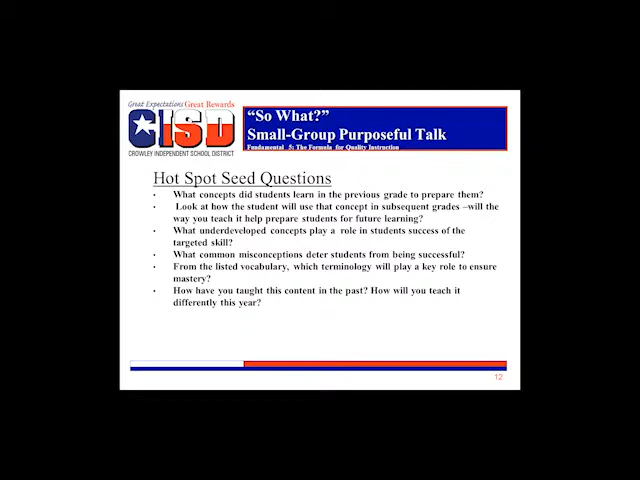 Great Expectations Great Rewards
CISD
CROWLEY INDEPENDENT SCHOOL DISTRICT
“So What?”
Small-Group Purposeful Talk
Fundamental 5: The Formula for Quality Instruction
Hot Spot Seed Questions
• What concepts did students learn in the previous grade to prepare them?
• Look at how the student will use that concept in subsequent grades –will the
way you teach it help prepare students for future learning?
• What underdeveloped concepts play a role in students success of the
targeted skill?
• What common misconceptions deter students from being successful?
• From the listed vocabulary, which terminology will play a key role to ensure
mastery?
• How have you taught this content in the past? How will you teach it
differently this year?
12